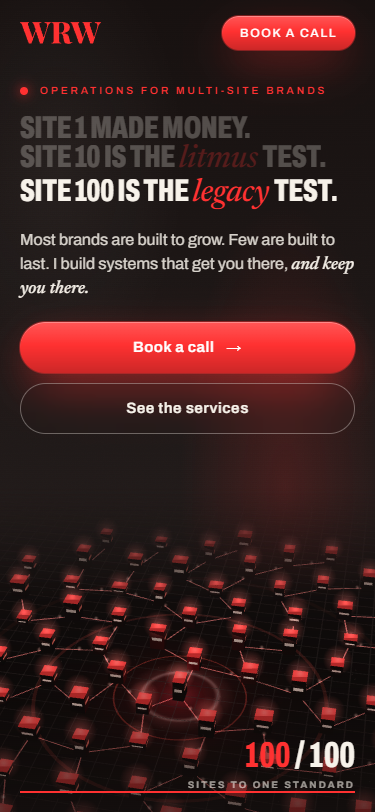 WRW
BOOK A CALL
OPERATIONS FOR MULTI-SITE BRANDS
SITE 1 MADE MONEY.
SITE 10 IS THE litmus TEST.
SITE 100 IS THE legacy TEST.
Most brands are built to grow. Few are built to
last. I build systems that get you there, and keep
you there.
Book a call →
See the services
100 / 100
SITES TO ONE STANDARD